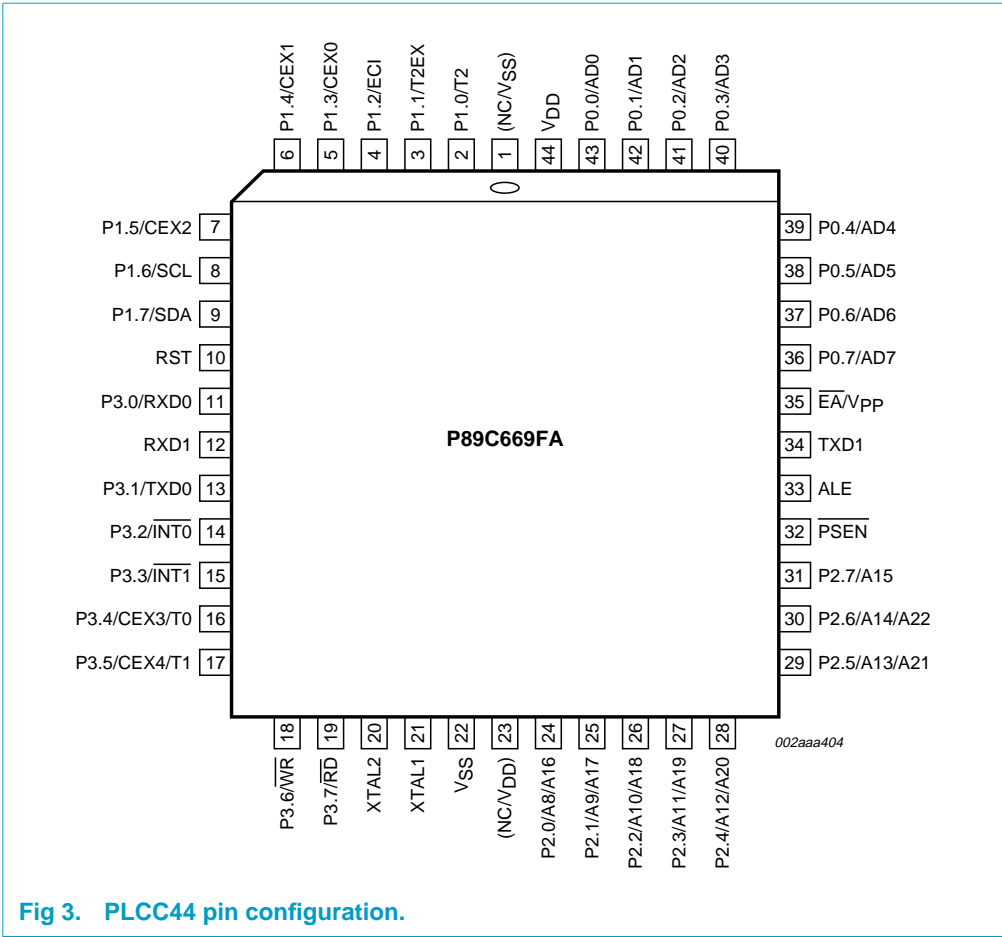 P1.4/CEX1
P1.3/CEX0
P1.2/ECI
P1.1/T2EX
P1.0/T2
(NC/VSS)
VDD
P0.0/AD0
P0.1/AD1
P0.2/AD2
P0.3/AD3
6
5
4
3
2
1
44
43
42
41
40
P1.5/CEX2 7
P1.6/SCL 8
P1.7/SDA 9
RST 10
P3.0/RXD0 11
RXD1 12
P3.1/TXD0 13
P3.2/INT0 14
P3.3/INT1 15
P3.4/CEX3/T0 16
P3.5/CEX4/T1 17
P89C669FA
39 P0.4/AD4
38 P0.5/AD5
37 P0.6/AD6
36 P0.7/AD7
35 EA/VPP
34 TXD1
33 ALE
32 PSEN
31 P2.7/A15
30 P2.6/A14/A22
29 P2.5/A13/A21
18
19
20
21
22
23
24
25
26
27
28
P3.6/WR
P3.7/RD
XTAL2
XTAL1
VSS
(NC/VDD)
P2.0/A8/A16
P2.1/A9/A17
P2.2/A10/A18
P2.3/A11/A19
P2.4/A12/A20
002aaa404
Fig 3. PLCC44 pin configuration.